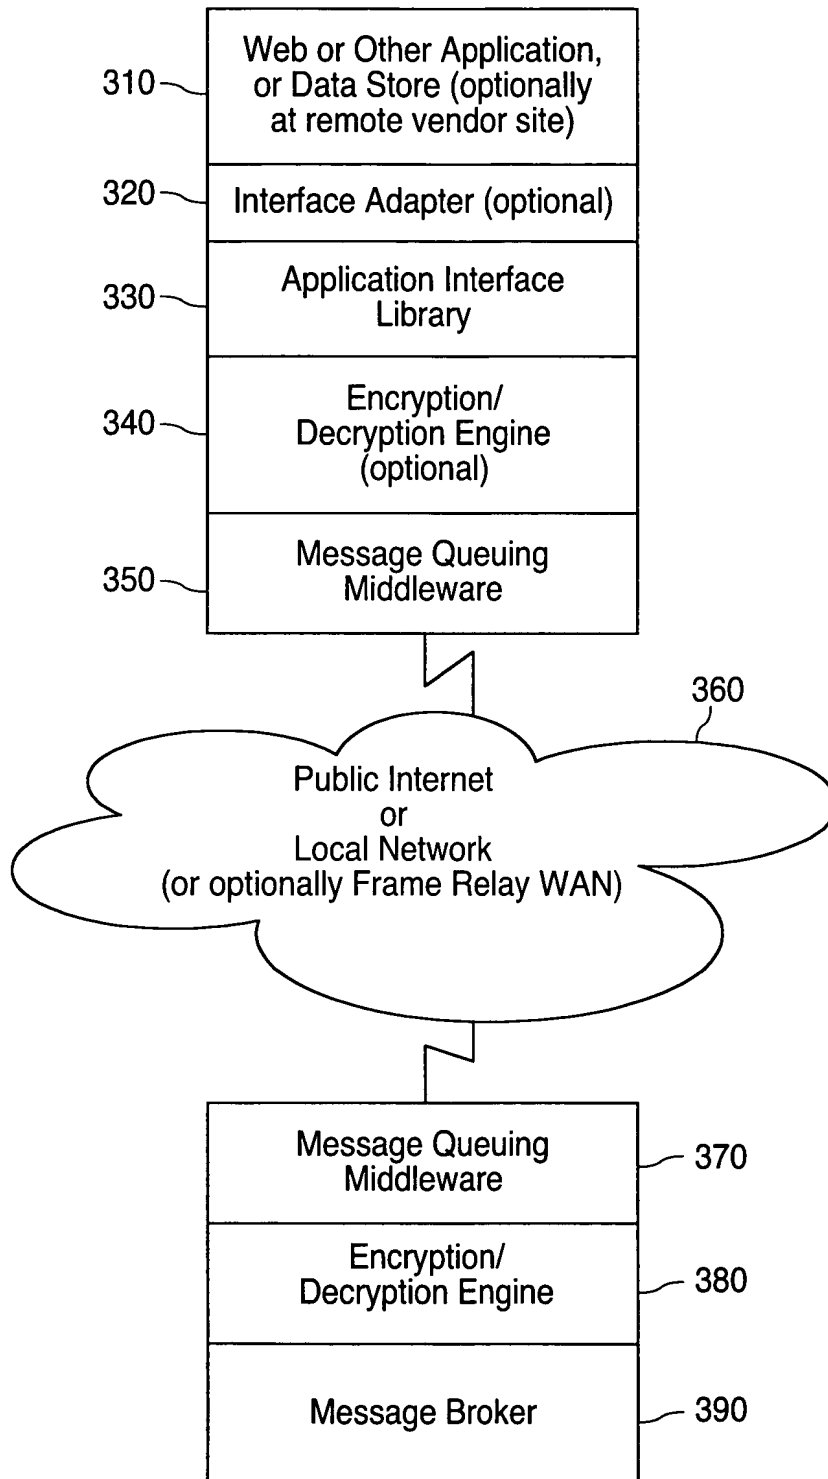 310
Web or Other Application,
or Data Store (optionally
at remote vendor site)
320
Interface Adapter (optional)
330
Application Interface
Library
340
Encryption/
Decryption Engine
(optional)
350
Message Queuing
Middleware
360
Public Internet
or
Local Network
(or optionally Frame Relay WAN)
Message Queuing
Middleware
370
Encryption/
Decryption Engine
380
Message Broker
390